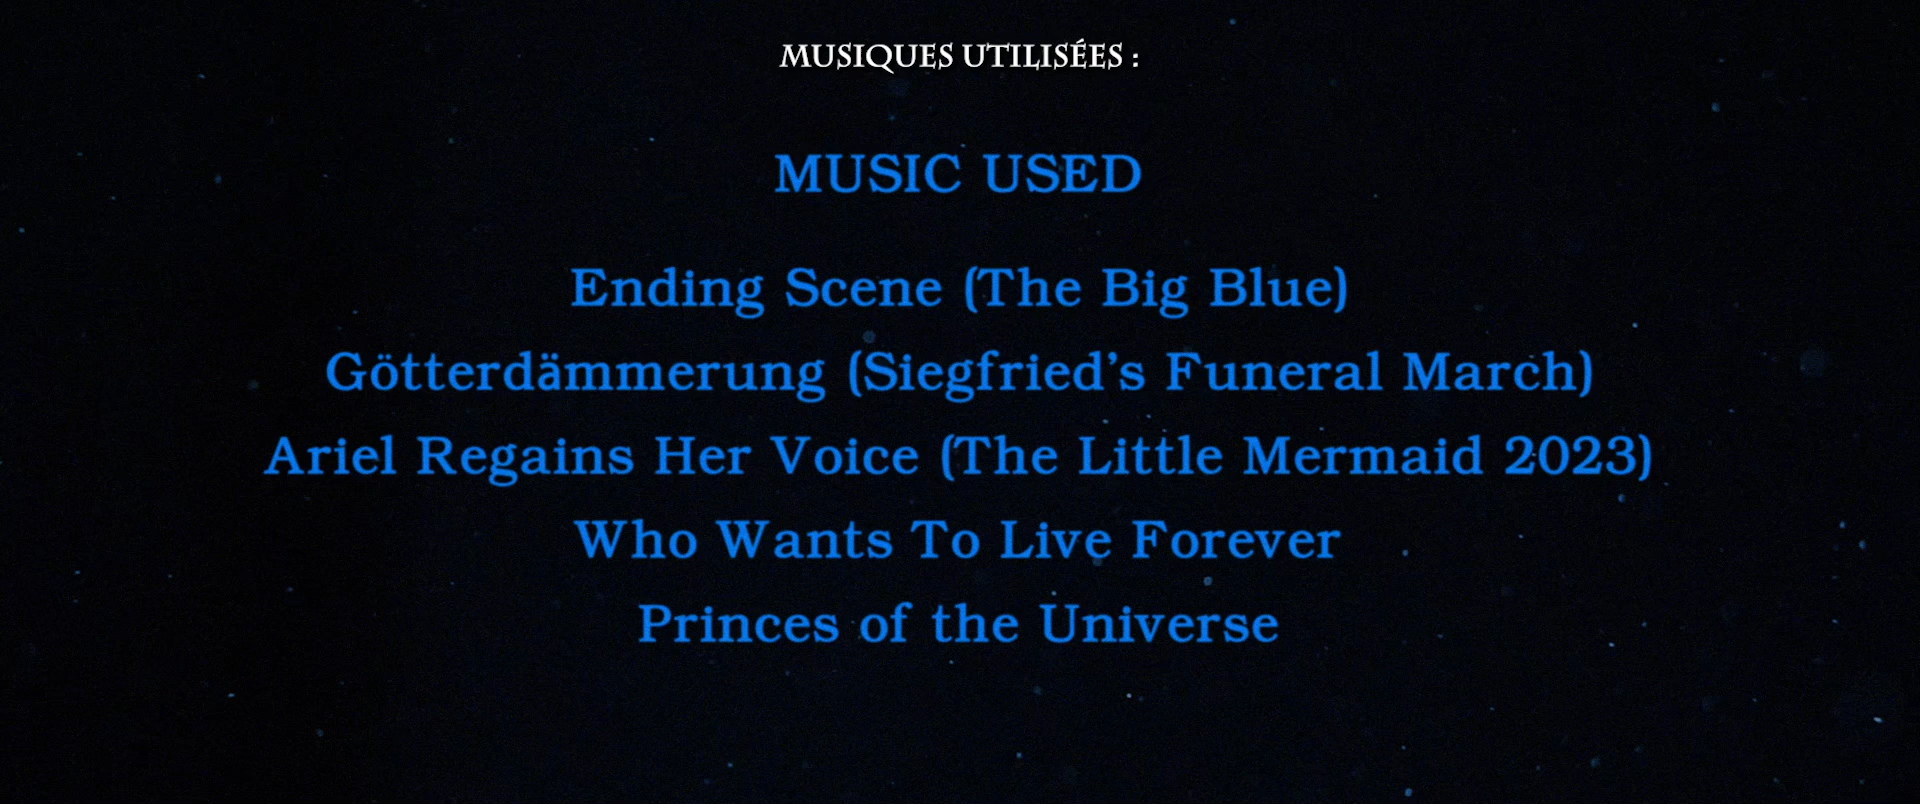 MUSIQUES UTILISÉES :
MUSIC USED
Ending Scene (The Big Blue)
Götterdämmerung (Siegfried’s Funeral March)
Ariel Regains Her Voice (The Little Mermaid 2023)
Who Wants To Live Forever
Princes of the Universe